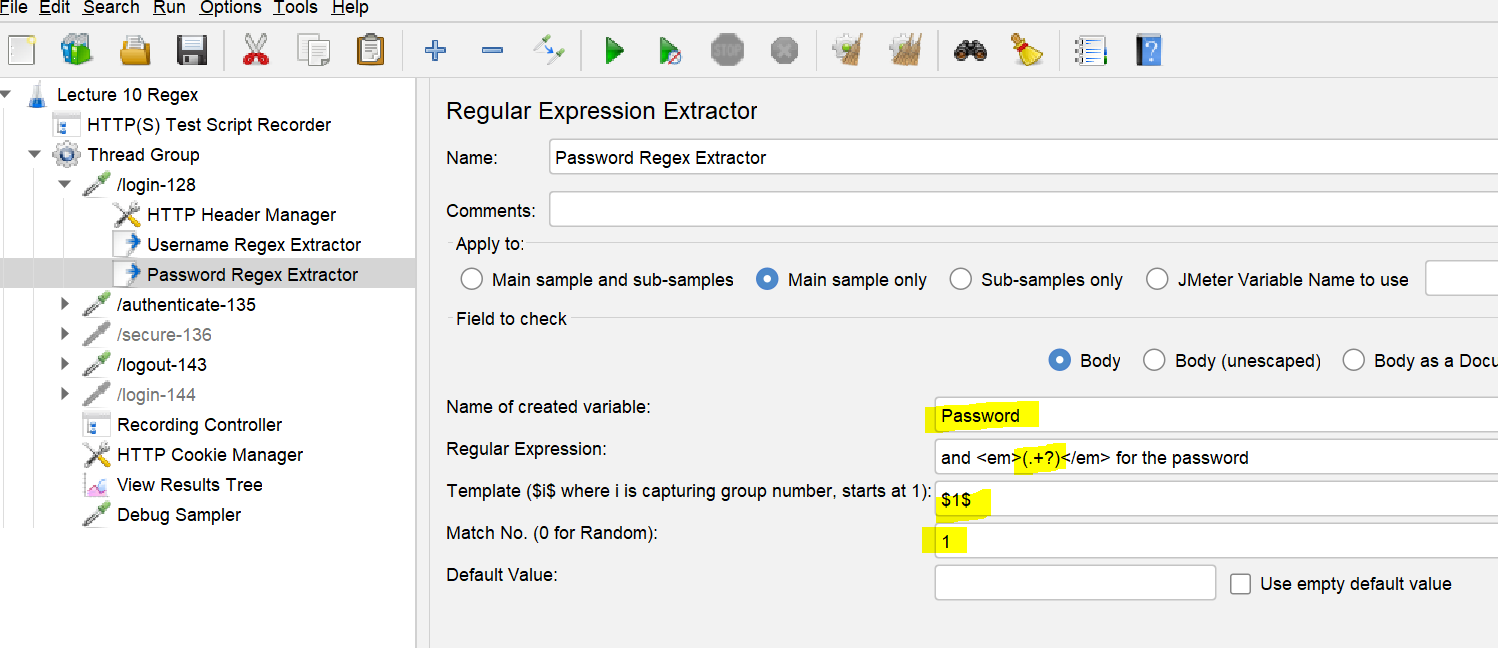 File Edit Search Run Options Tools Help
STOP
Lecture 10 Regex
HTTP(S) Test Script Recorder
Thread Group
/login-128
HTTP Header Manager
Username Regex Extractor
Password Regex Extractor
/authenticate-135
/secure-136
/logout-143
/login-144
Recording Controller
HTTP Cookie Manager
View Results Tree
Debug Sampler
Regular Expression Extractor
Name: Password Regex Extractor
Comments:
Apply to:
Main sample and sub-samples Main sample only Sub-samples only JMeter Variable Name to use
Field to check
Body Body (unescaped) Body as a Docu
Name of created variable: Password
Regular Expression: and <em>(.+?)</em> for the password
Template ($i$ where i is capturing group number, starts at 1): $1$
Match No. (0 for Random): 1
Default Value: Use empty default value